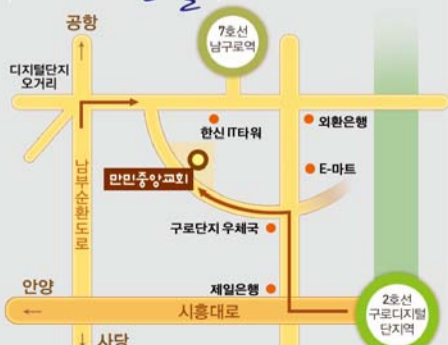 공항
7호선
남구로역
디지털단지
오거리
한신 IT타워
외환은행
E-마트
만민중앙교회
남부순환도로
구로단지 우체국
제일은행
안양
시흥대로
2호선
구로디지털
단지역
사당